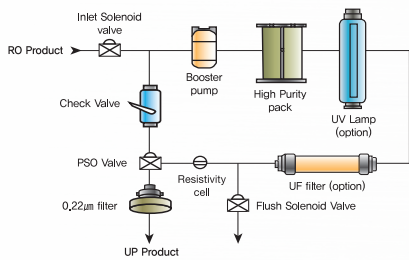 Inlet Solenoid
valve
RO Product
Booster
pump
High Purity
pack
UV Lamp
(option)
Check Valve
PSO Valve
Resistivity
cell
UF filter (option)
0.22㎛ filter
Flush Solenoid Valve
UP Product